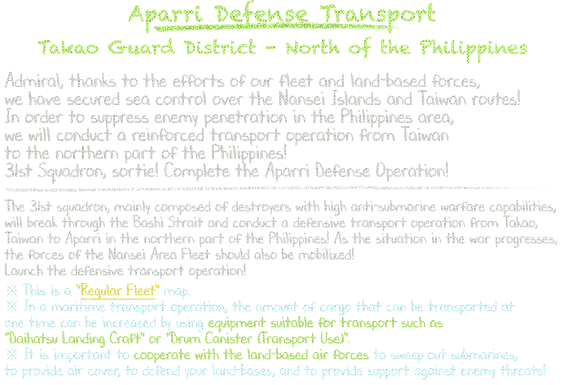 Aparri Defense Transport
Takao Guard District - North of the Philippines
Admiral, thanks to the efforts of our fleet and land-based forces,
we have secured sea control over the Nansei Islands and Taiwan routes!
In order to suppress enemy penetration in the Philippines area,
we will conduct a reinforced transport operation from Taiwan
to the northern part of the Philippines!
31st Squadron, sortie! Complete the Aparri Defense Operation!
The 31st squadron, mainly composed of destroyers with high anti-submarine warfare capabilities,
will break through the Bashi Strait and conduct a defensive transport operation from Takao,
Taiwan to Aparri in the northern part of the Philippines! As the situation in the war progresses,
the forces of the Nansei Area Fleet should also be mobilized!
Launch the defensive transport operation!
※ This is a "Regular Fleet" map.
※ In a maritime transport operation, the amount of cargo that can be transported at
one time can be increased by using equipment suitable for transport such as
"Daihatsu Landing Craft" or "Drum Canister (Transport Use)".
※ It is important to cooperate with the land-based air forces to sweep out submarines,
to provide air cover, to defend your land-bases, and to provide support against enemy threats!